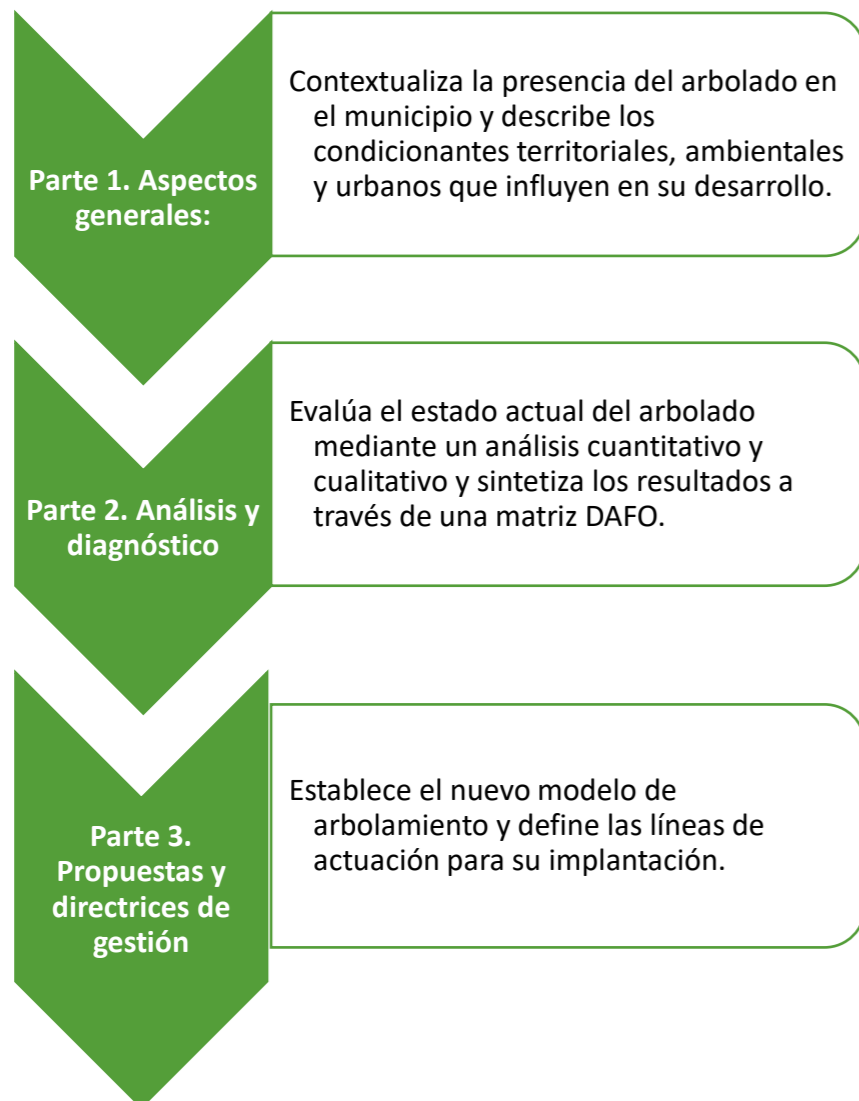 Parte 1. Aspectos
generales:
Contextualiza la presencia del arbolado en
el municipio y describe los
condicionantes territoriales, ambientales
y urbanos que influyen en su desarrollo.
Parte 2. Análisis y
diagnóstico
Evalúa el estado actual del arbolado
mediante un análisis cuantitativo y
cualitativo y sintetiza los resultados a
través de una matriz DAFO.
Parte 3.
Propuestas y
directrices de
gestión
Establece el nuevo modelo de
arbolamiento y define las líneas de
actuación para su implantación.